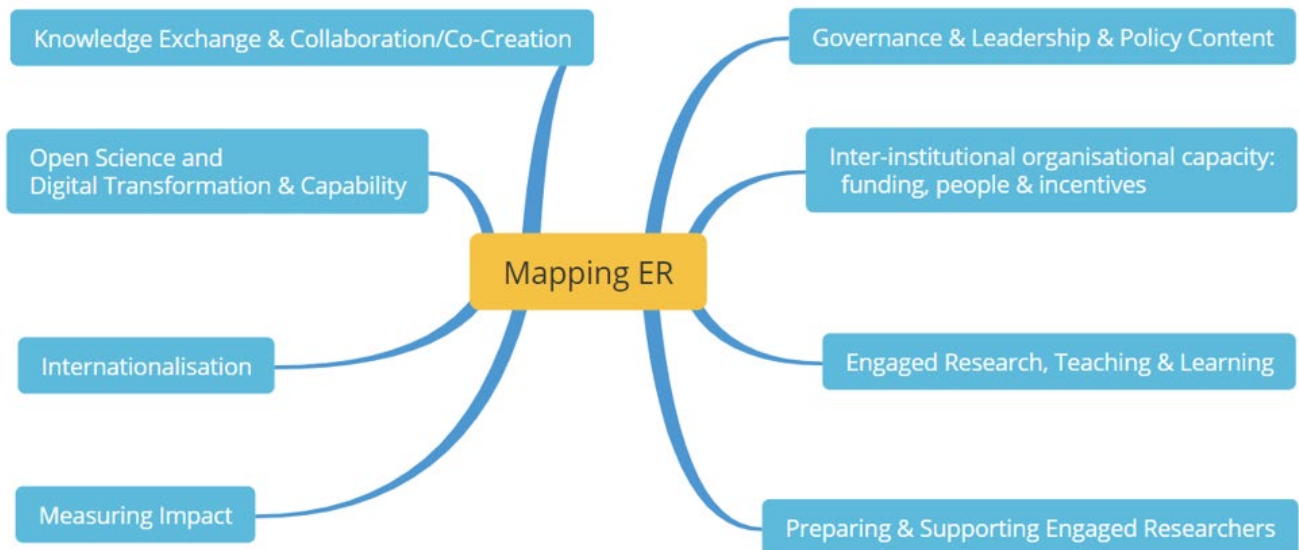 Knowledge Exchange & Collaboration/Co-Creation
Governance & Leadership & Policy Content
Open Science and
Digital Transformation & Capability
Inter-institutional organisational capacity:
funding, people & incentives
Mapping ER
Internationalisation
Engaged Research, Teaching & Learning
Measuring Impact
Preparing & Supporting Engaged Researchers